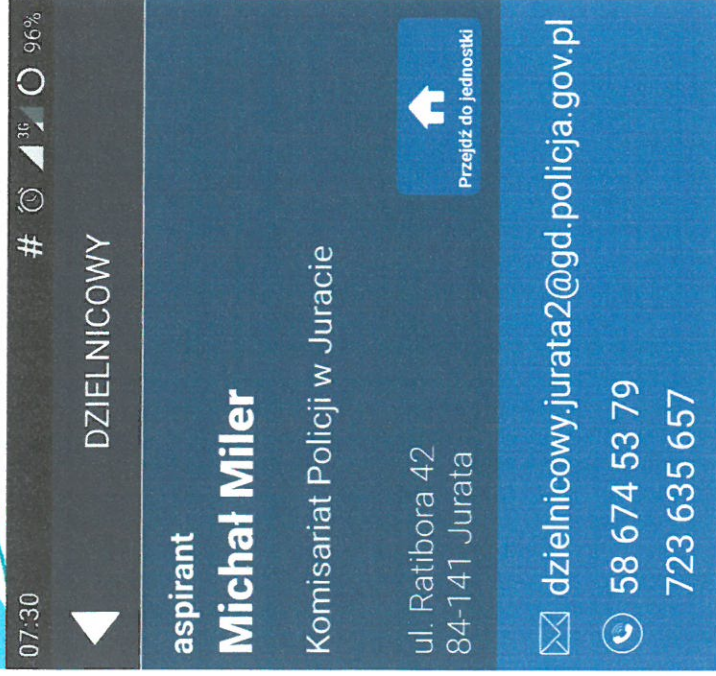 07:30 # 3G 96%
DZIELNICOWY
aspirant
Michał Miler
Komisariat Policji w Juracie
ul. Ratibora 42
84-141 Jurata
Przejdź do jednostki
dzielnicowy.jurata2@gd.policja.gov.pl
58 674 53 79
723 635 657